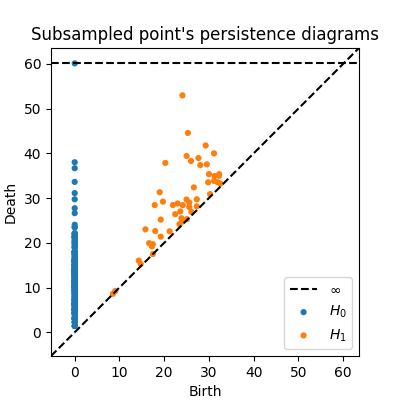 Subsampled point's persistence diagrams
60
50
40
30
20
10
0
Death
0 10 20 30 40 50 60
Birth
∞
H₀
H₁